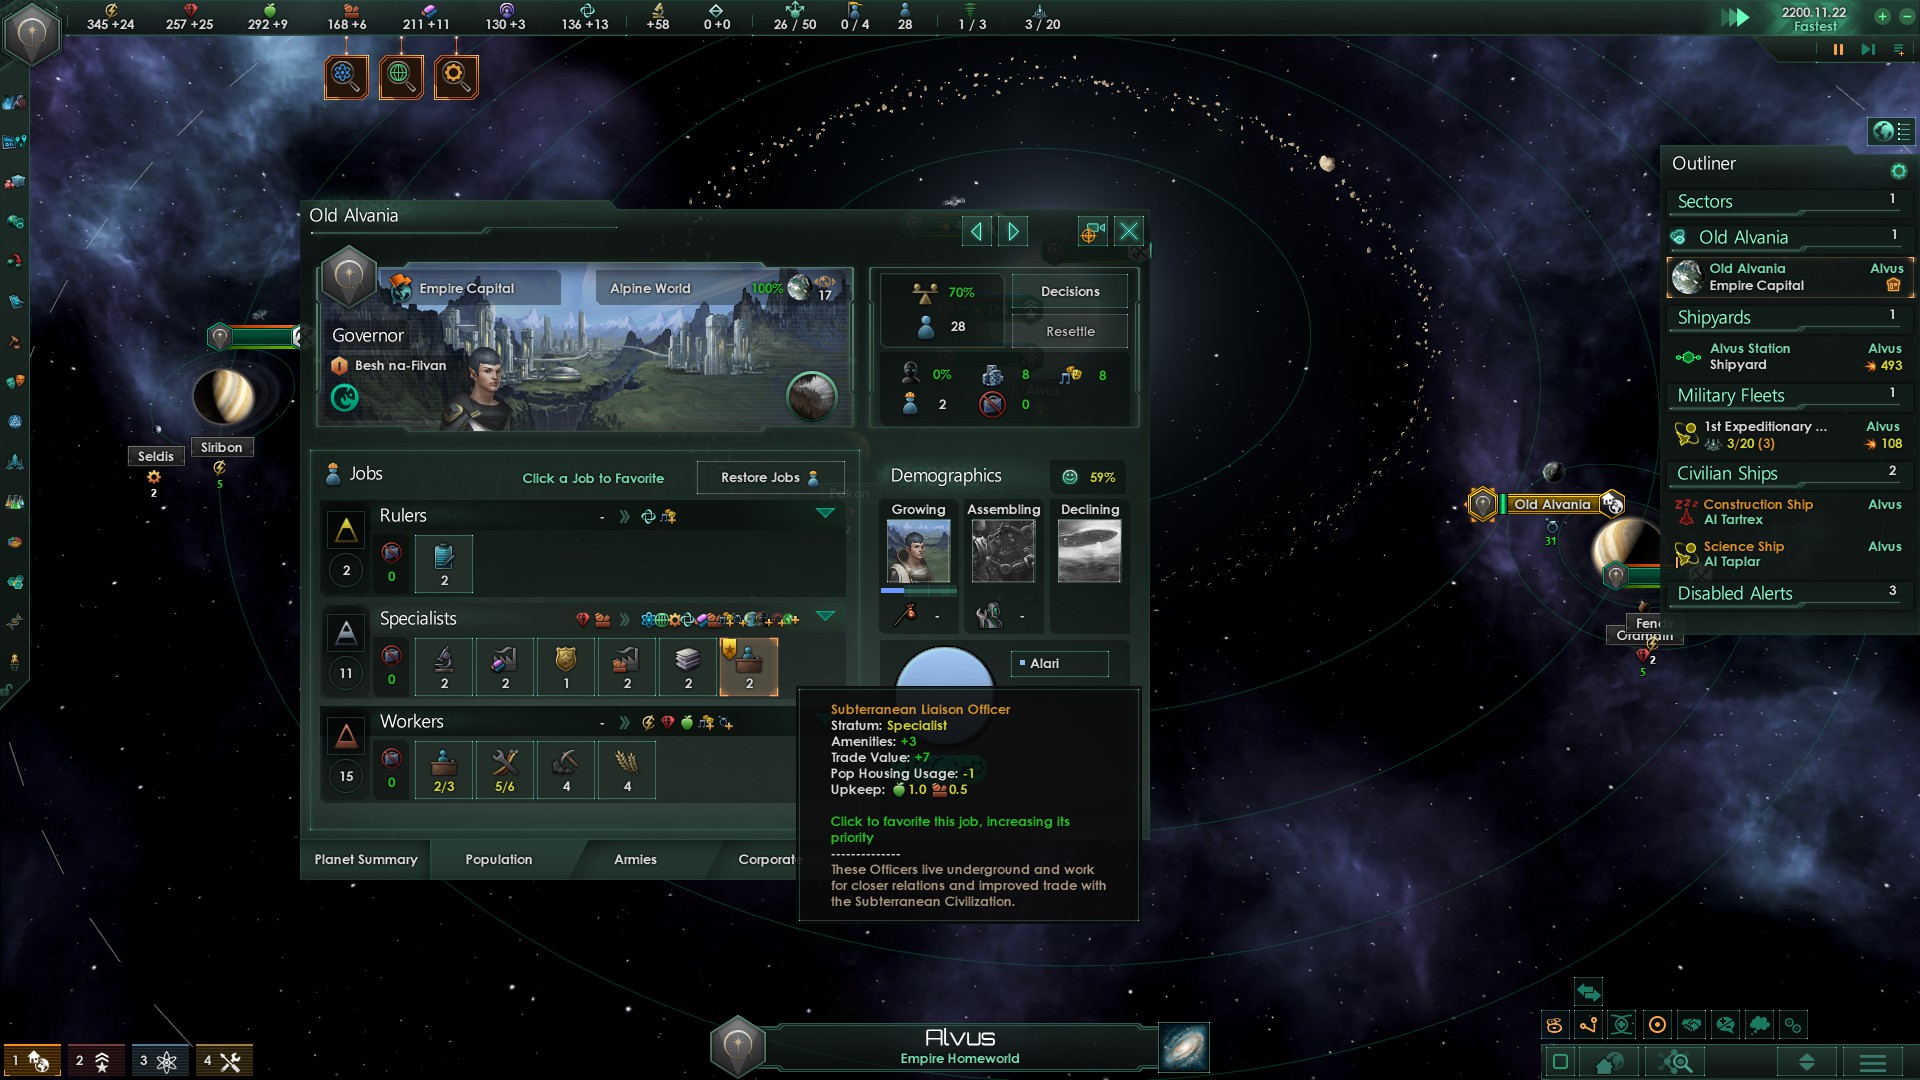 345 +24
257 +25
292 +9
168 +6
211 +11
130 +3
136 +13
+58
0 +0
26 / 50
0 / 4
28
1 / 3
3 / 20
2200.11.22
Fastest
Outliner
Sectors 1
Old Alvania 1
Old Alvania Alvus
Empire Capital
Shipyards 1
Alvus Station Alvus
Shipyard 493
Military Fleets 1
1st Expeditionary ... Alvus
3/20 (3) 108
Civilian Ships 2
Construction Ship Alvus
AI Tartrex
Science Ship Alvus
AI Taplar
Disabled Alerts 3
Old Alvania
Empire Capital
Alpine World
100%
17
Governor
Besh na-Filvan
70%
28
Decisions
Resettle
0%
8
8
2
0
Seldis
2
Siribon
5
Jobs
Click a Job to Favorite
Restore Jobs
Rulers
-
2
0
2
Specialists
11
0
2
2
1
2
2
2
Workers
-
15
0
2/3
5/6
4
4
Demographics
59%
Growing
Assembling
Declining
-
-
Alari
Subterranean Liaison Officer
Stratum: Specialist
Amenities: +3
Trade Value: +7
Pop Housing Usage: -1
Upkeep: 1.0 0.5
Click to favorite this job, increasing its
priority
--------------
These Officers live underground and work
for closer relations and improved trade with
the Subterranean Civilization.
Planet Summary
Population
Armies
Corporate
Old Alvania
31
2
5
Alvus
Empire Homeworld
1
2
3
4